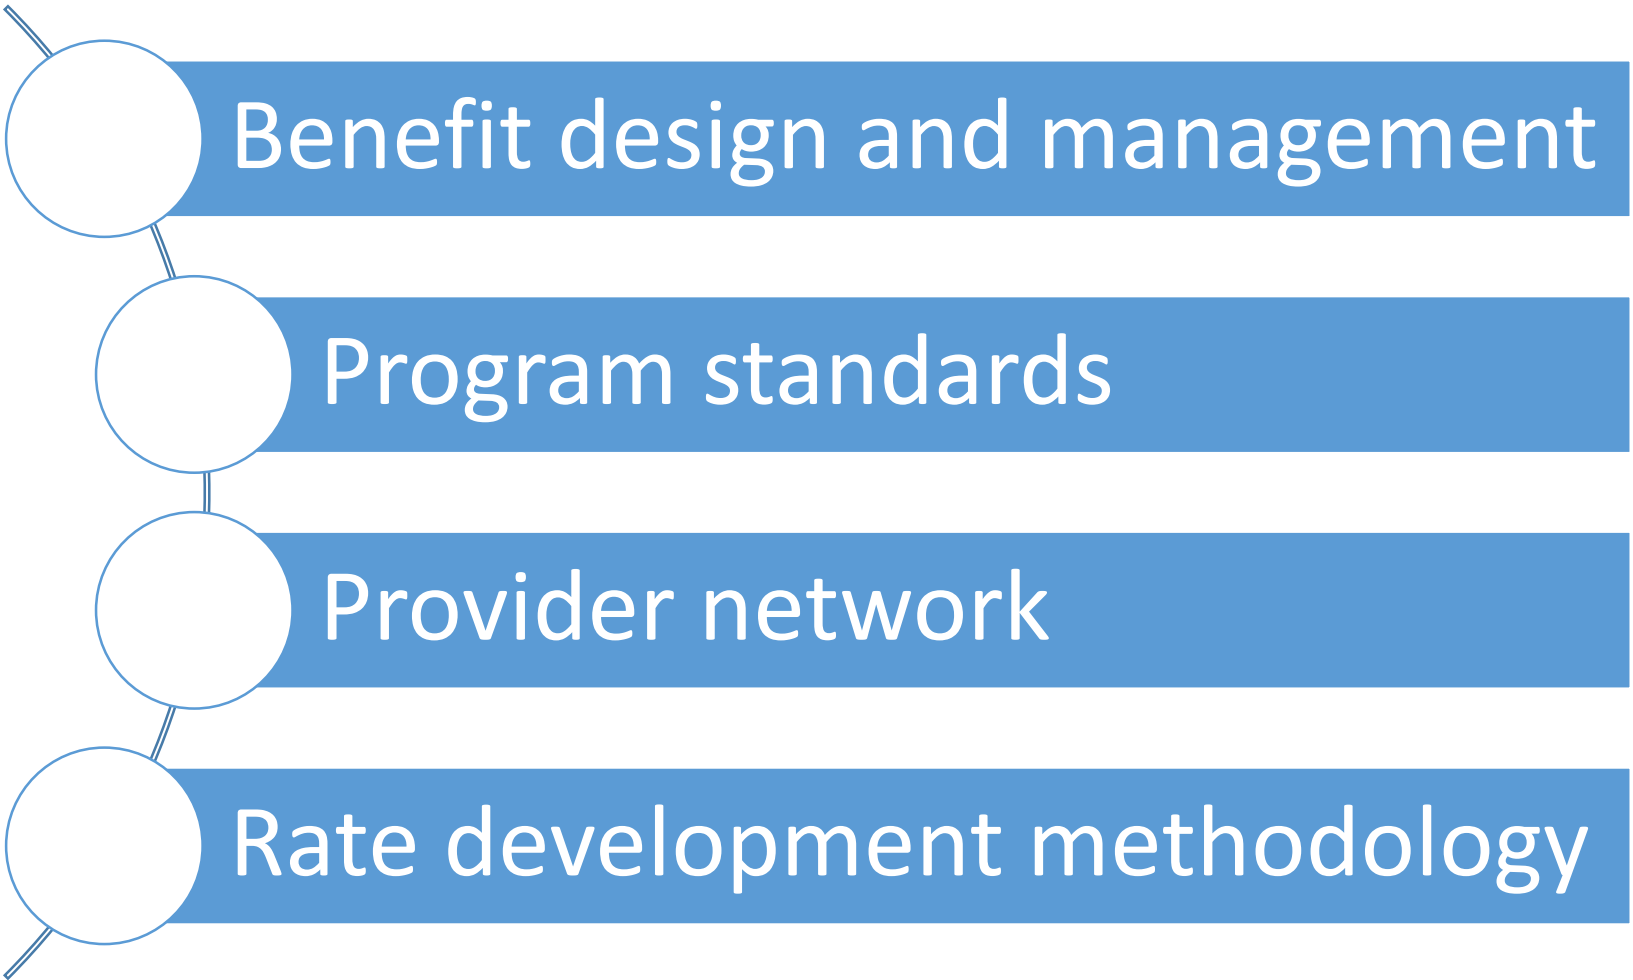 Benefit design and management
Program standards
Provider network
Rate development methodology